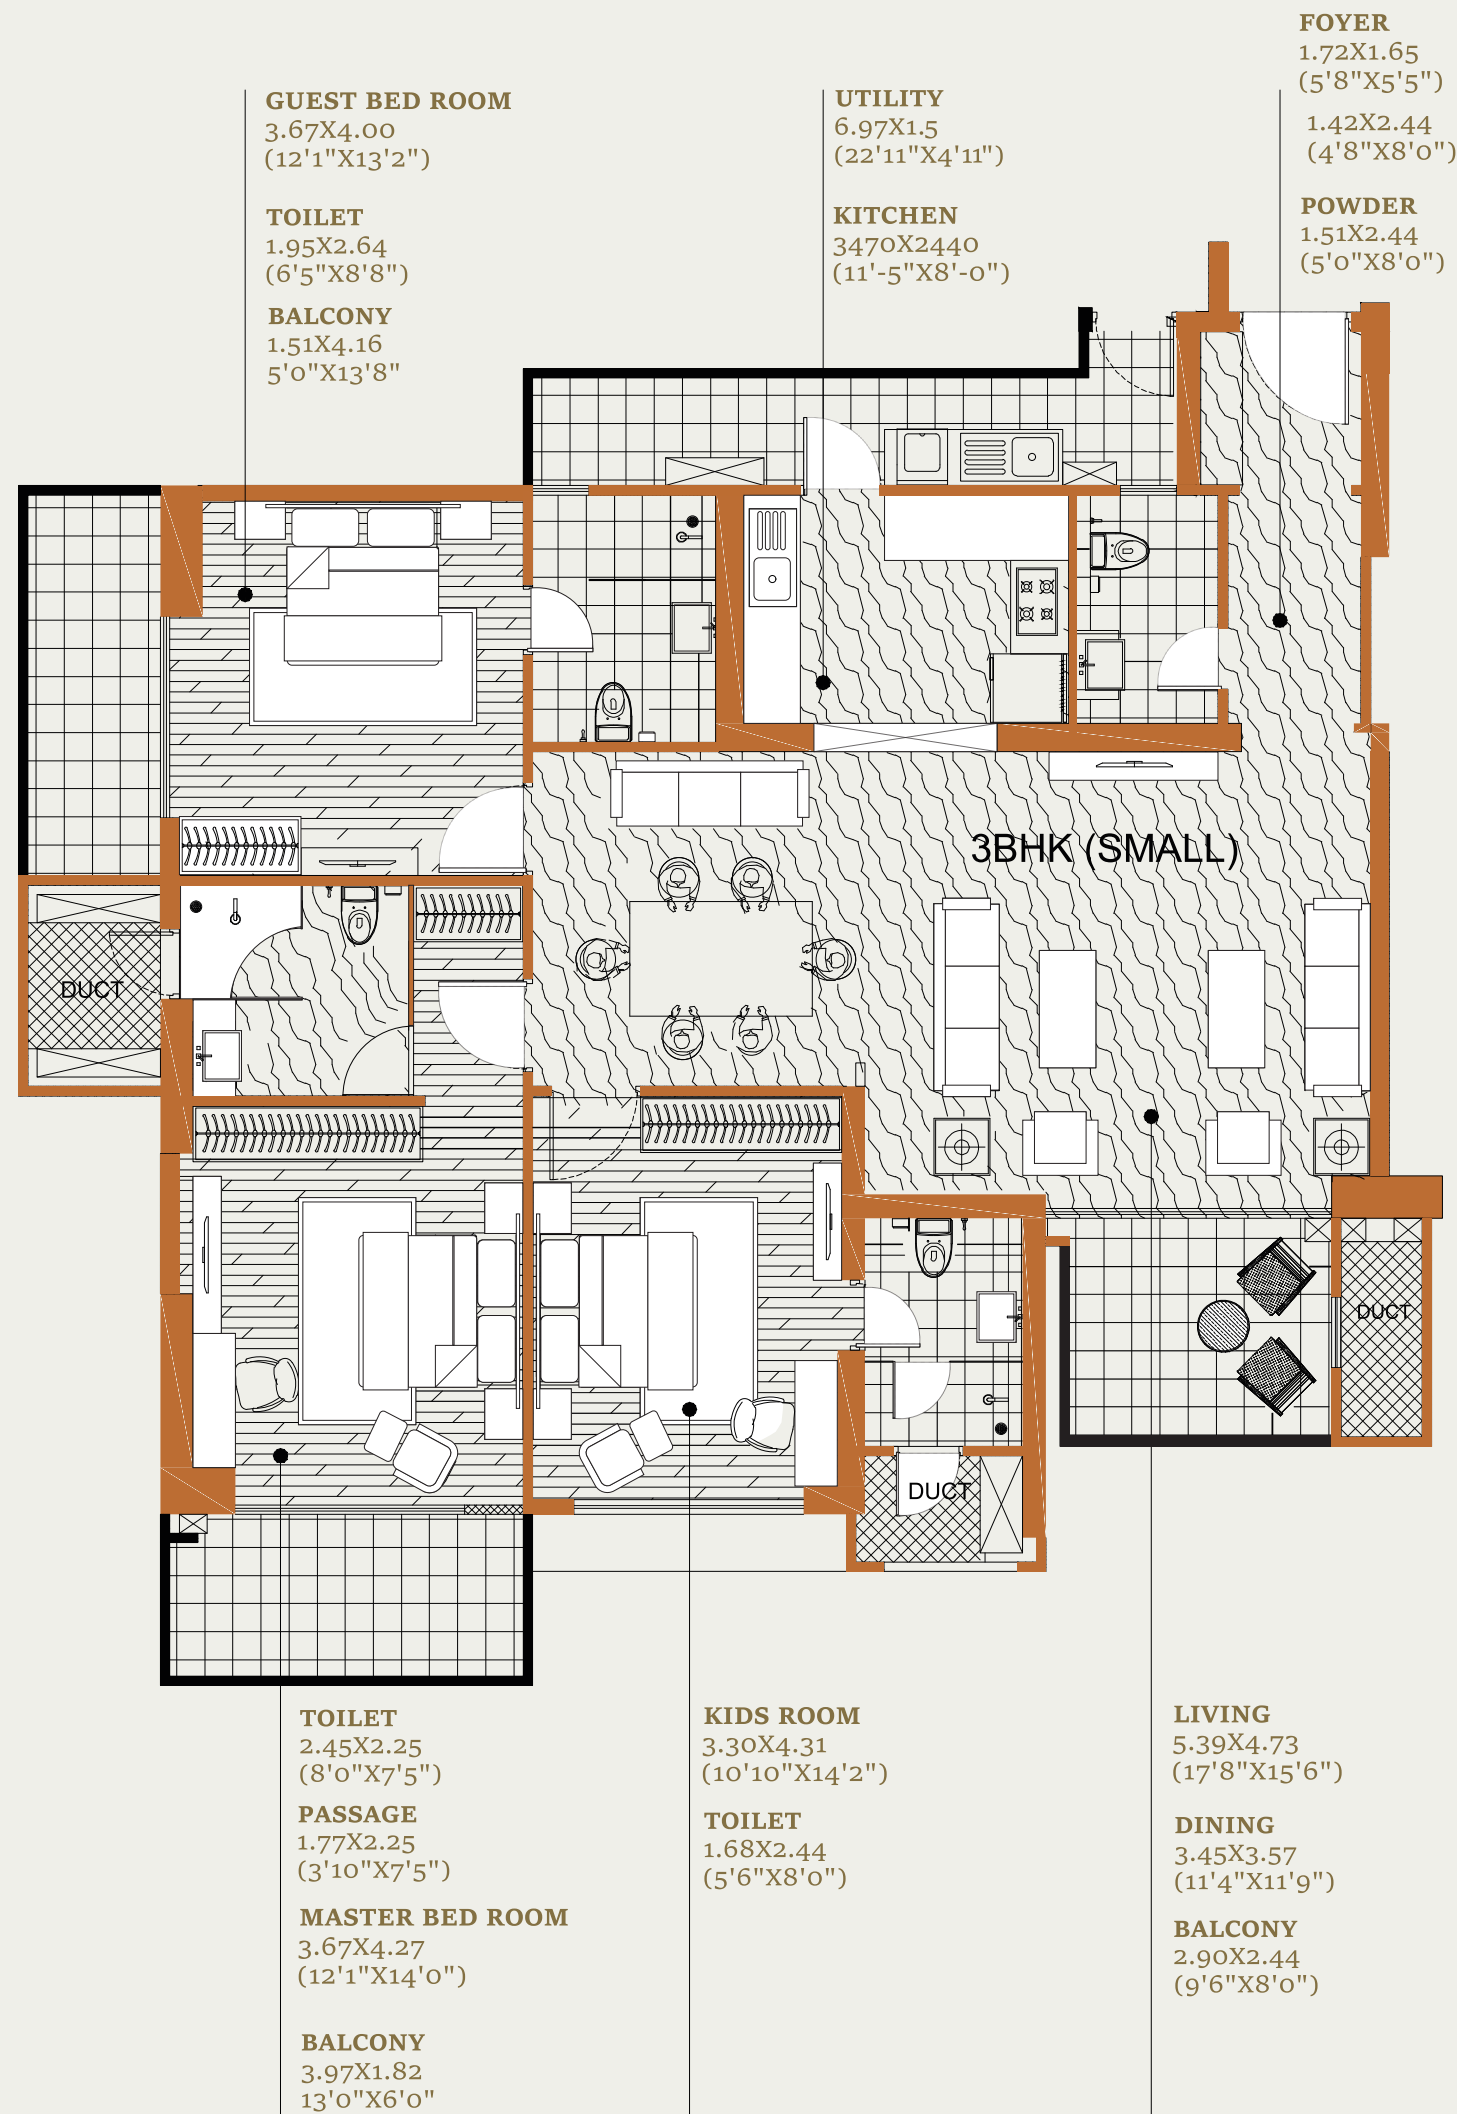 FOYER
1.72X1.65
(5'8"X5'5")
1.42X2.44
(4'8"X8'0")
POWDER
1.51X2.44
(5'0"X8'0")
GUEST BED ROOM
3.67X4.00
(12'1"X13'2")
TOILET
1.95X2.64
(6'5"X8'8")
BALCONY
1.51X4.16
5'0"X13'8"
UTILITY
6.97X1.5
(22'11"X4'11")
KITCHEN
3470X2440
(11'-5"X8'-0")
3BHK (SMALL)
DUCT
DUCT
DUCT
TOILET
2.45X2.25
(8'0"X7'5")
PASSAGE
1.77X2.25
(3'10"X7'5")
MASTER BED ROOM
3.67X4.27
(12'1"X14'0")
BALCONY
3.97X1.82
13'0"X6'0"
KIDS ROOM
3.30X4.31
(10'10"X14'2")
TOILET
1.68X2.44
(5'6"X8'0")
LIVING
5.39X4.73
(17'8"X15'6")
DINING
3.45X3.57
(11'4"X11'9")
BALCONY
2.90X2.44
(9'6"X8'0")